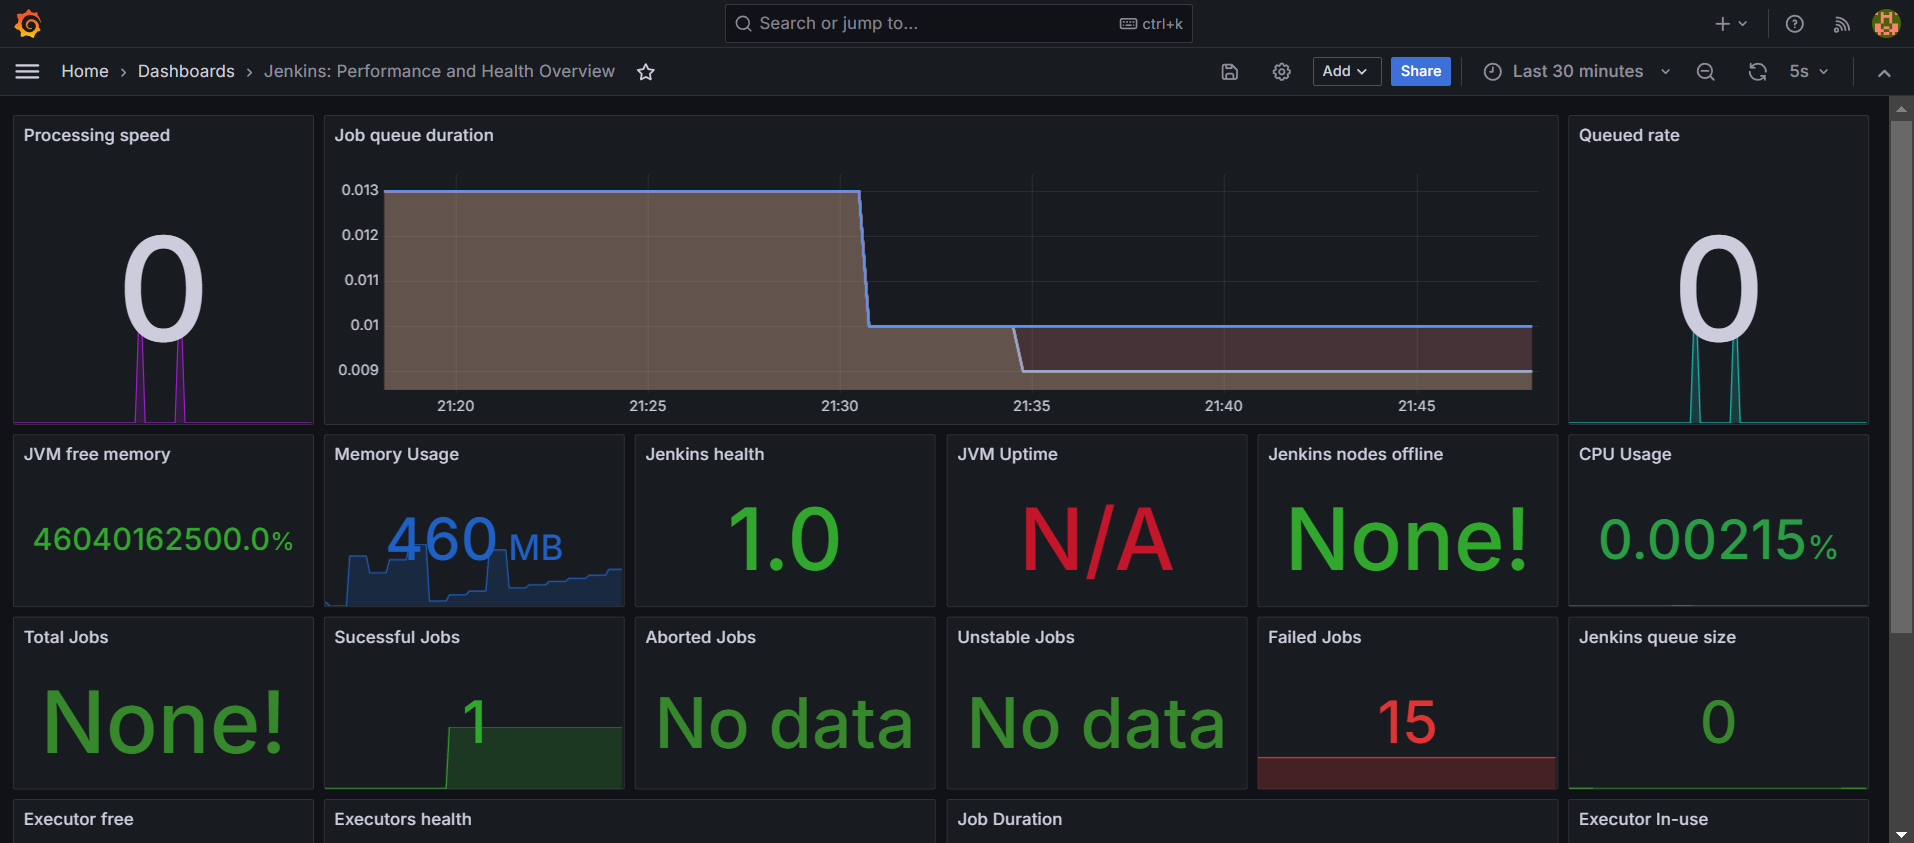 Search or jump to...
ctrl+k
Home › Dashboards › Jenkins: Performance and Health Overview
Add
Share
Last 30 minutes
5s
Processing speed
0
Job queue duration
0.013
0.012
0.011
0.01
0.009
21:20 21:25 21:30 21:35 21:40 21:45
Queued rate
0
JVM free memory
46040162500.0%
Memory Usage
460 MB
Jenkins health
1.0
JVM Uptime
N/A
Jenkins nodes offline
None!
CPU Usage
0.00215%
Total Jobs
None!
Sucessful Jobs
1
Aborted Jobs
No data
Unstable Jobs
No data
Failed Jobs
15
Jenkins queue size
0
Executor free
Executors health
Job Duration
Executor In-use